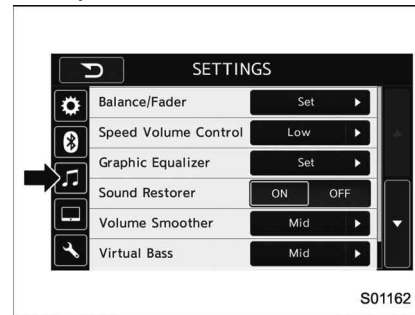 SETTINGS
Balance/Fader Set
Speed Volume Control Low
Graphic Equalizer Set
Sound Restorer ON OFF
Volume Smoother Mid
Virtual Bass Mid
S01162